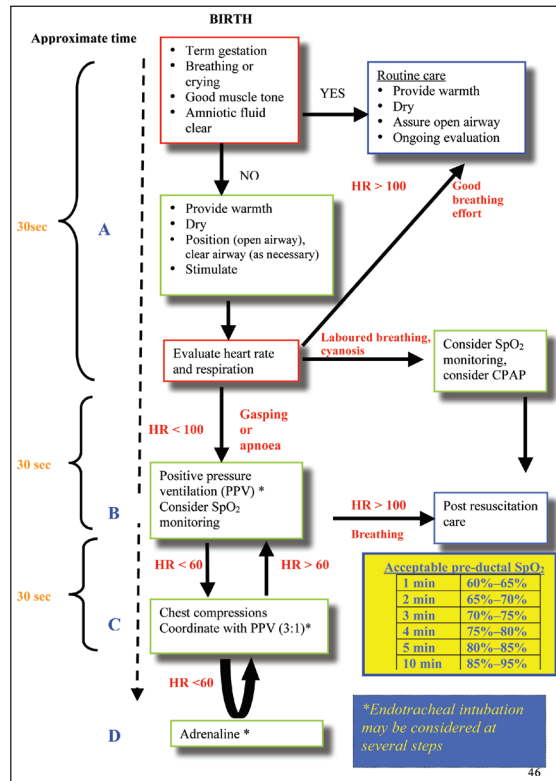 BIRTH
Approximate time
• Term gestation
• Breathing or
crying
• Good muscle tone
• Amniotic fluid
clear
YES
Routine care
• Provide warmth
• Dry
• Assure open airway
• Ongoing evaluation
NO
HR > 100
Good
breathing
effort
30sec
A
• Provide warmth
• Dry
• Position (open airway),
clear airway (as necessary)
• Stimulate
Evaluate heart rate
and respiration
Laboured breathing,
cyanosis
Consider SpO₂
monitoring,
consider CPAP
HR < 100
Gasping
or
apnoea
30 sec
B
Positive pressure
ventilation (PPV) *
Consider SpO₂
monitoring
HR > 100
Breathing
Post resuscitation
care
HR < 60
HR > 60
30 sec
C
Chest compressions
Coordinate with PPV (3:1)*
Acceptable pre-ductal SpO₂
1 min 60%–65%
2 min 65%–70%
3 min 70%–75%
4 min 75%–80%
5 min 80%–85%
10 min 85%–95%
HR <60
D
Adrenaline *
*Endotracheal intubation
may be considered at
several steps
46